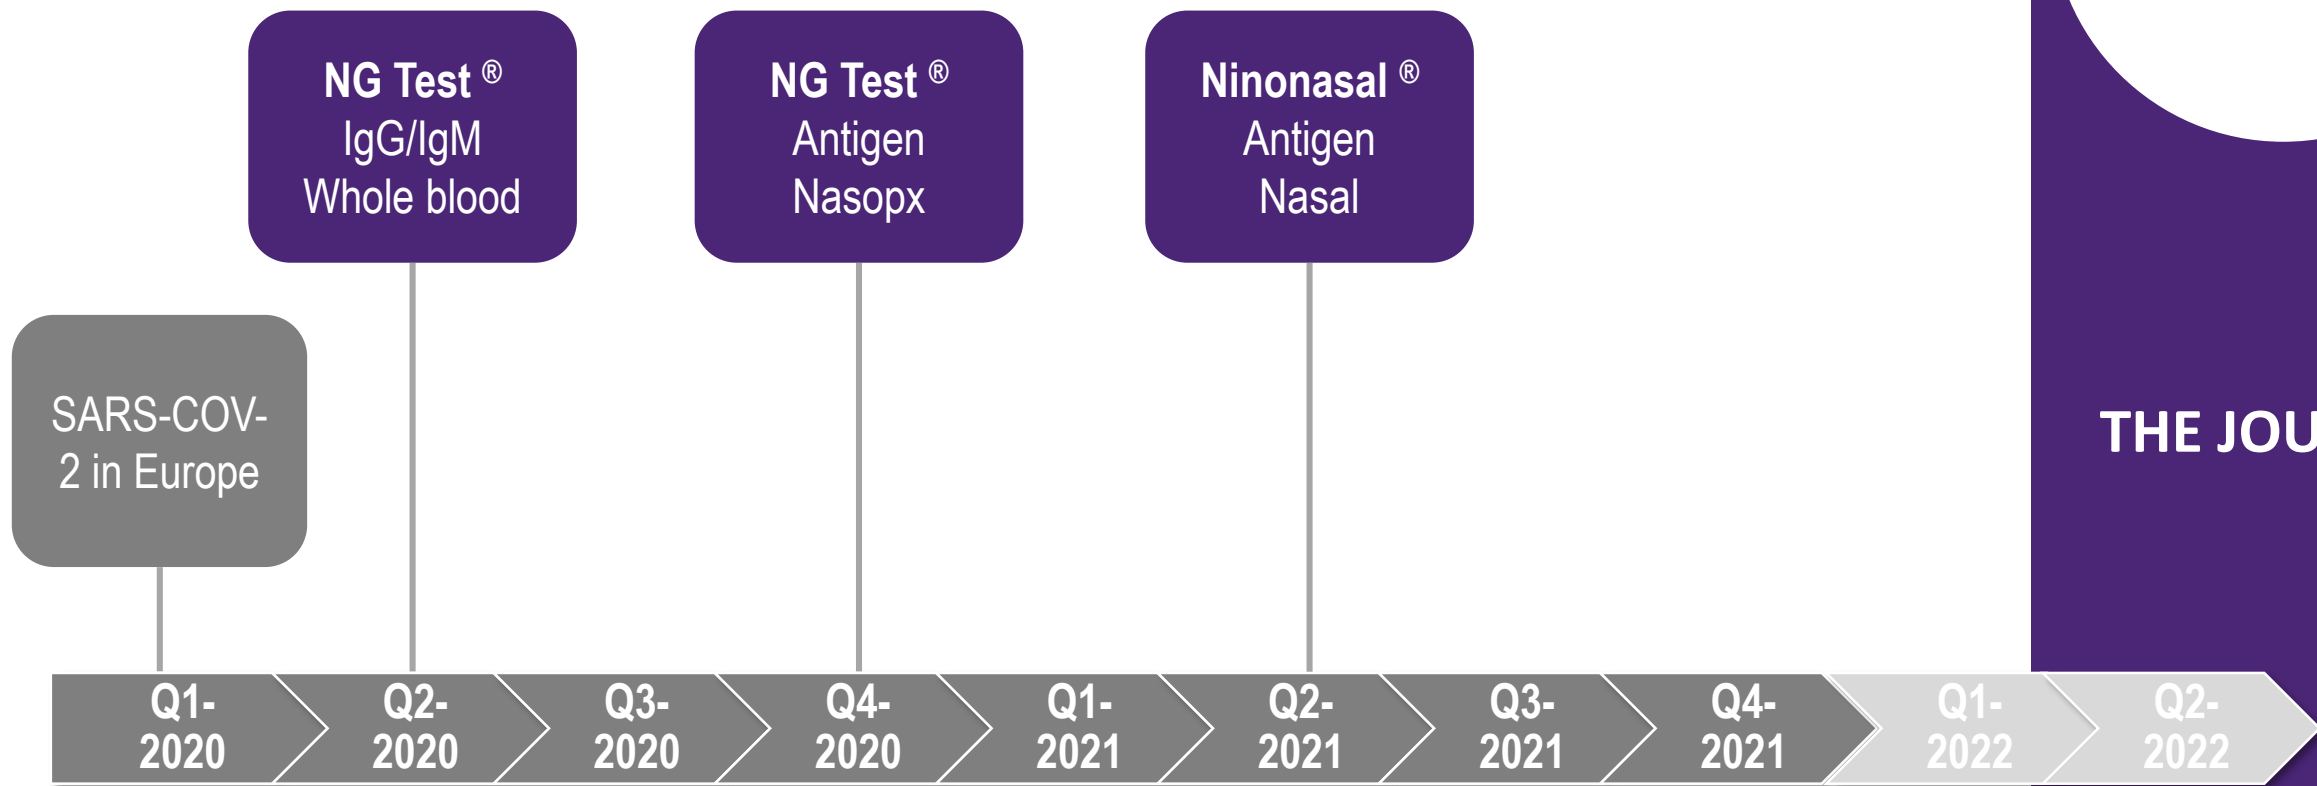 NG Test ®
IgG/IgM
Whole blood
NG Test ®
Antigen
Nasopx
Ninonasal ®
Antigen
Nasal
SARS-COV-
2 in Europe
THE JOU
Q1-
2020
Q2-
2020
Q3-
2020
Q4-
2020
Q1-
2021
Q2-
2021
Q3-
2021
Q4-
2021
Q1-
2022
Q2-
2022